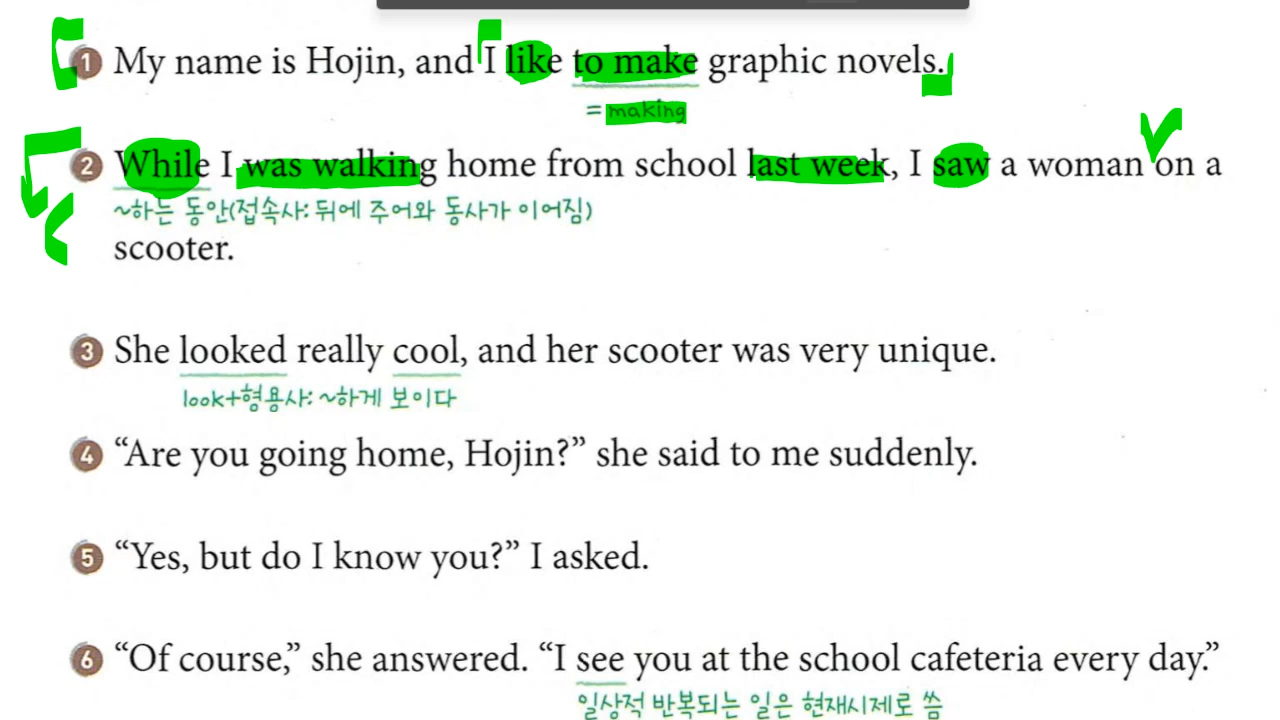 1 My name is Hojin, and I like to make graphic novels.
= making
2 While I was walking home from school last week, I saw a woman on a
~하는 동안(접속사: 뒤에 주어와 동사가 이어짐)
scooter.
3 She looked really cool, and her scooter was very unique.
look+형용사: ~하게 보이다
4 “Are you going home, Hojin?” she said to me suddenly.
5 “Yes, but do I know you?” I asked.
6 “Of course,” she answered. “I see you at the school cafeteria every day.”
일상적 반복되는 일은 현재시제로 씀